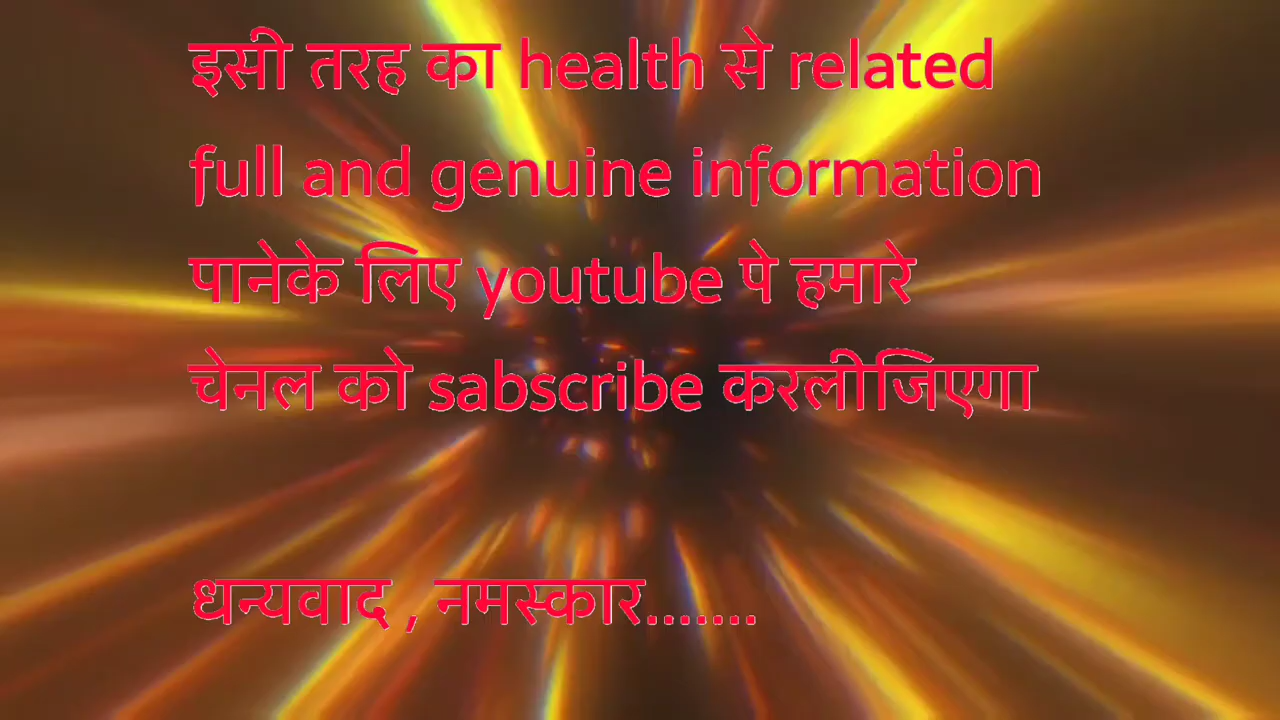 इसी तरह का health से related
full and genuine information
पानेके लिए youtube पे हमारे
चेनल को sabscribe करलीजिएगा
धन्यवाद , नमस्कार.......